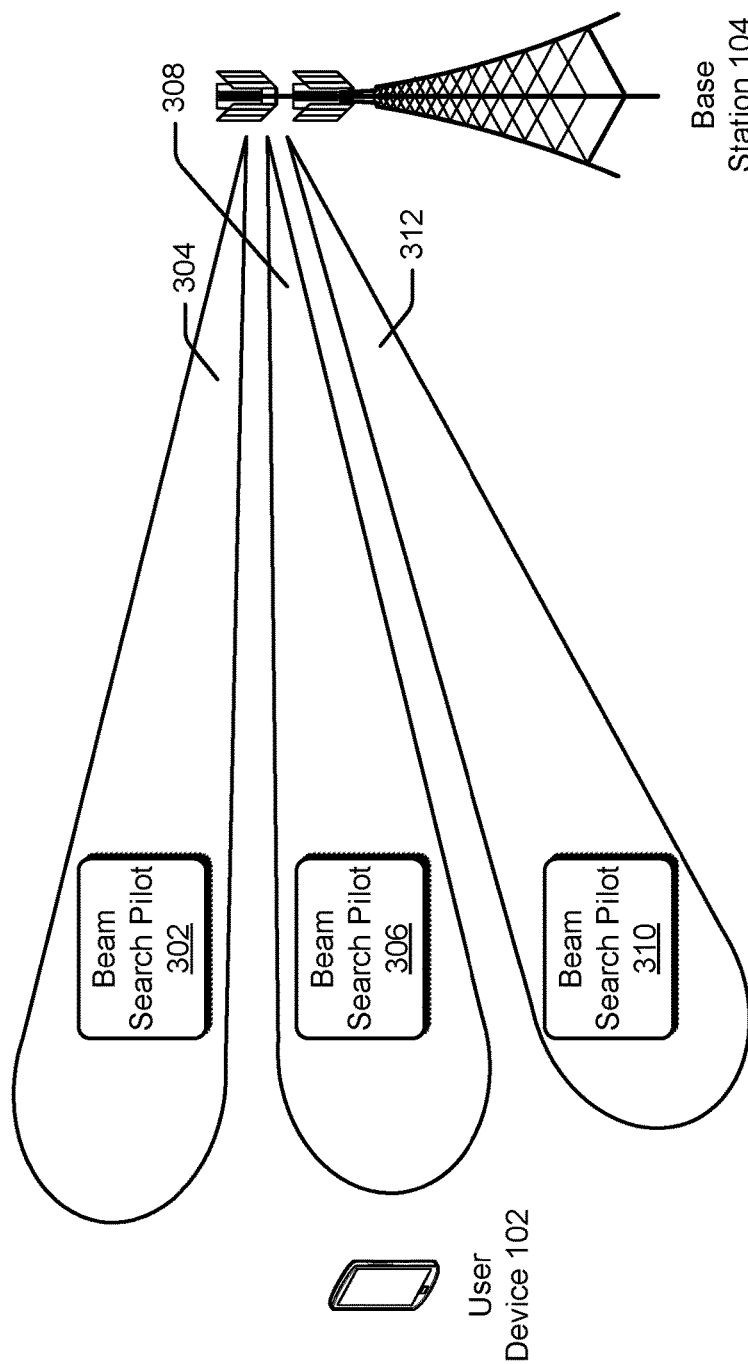 308
304
312
Beam
Search Pilot
302
Beam
Search Pilot
306
Beam
Search Pilot
310
User
Device 102
Base
Station 104